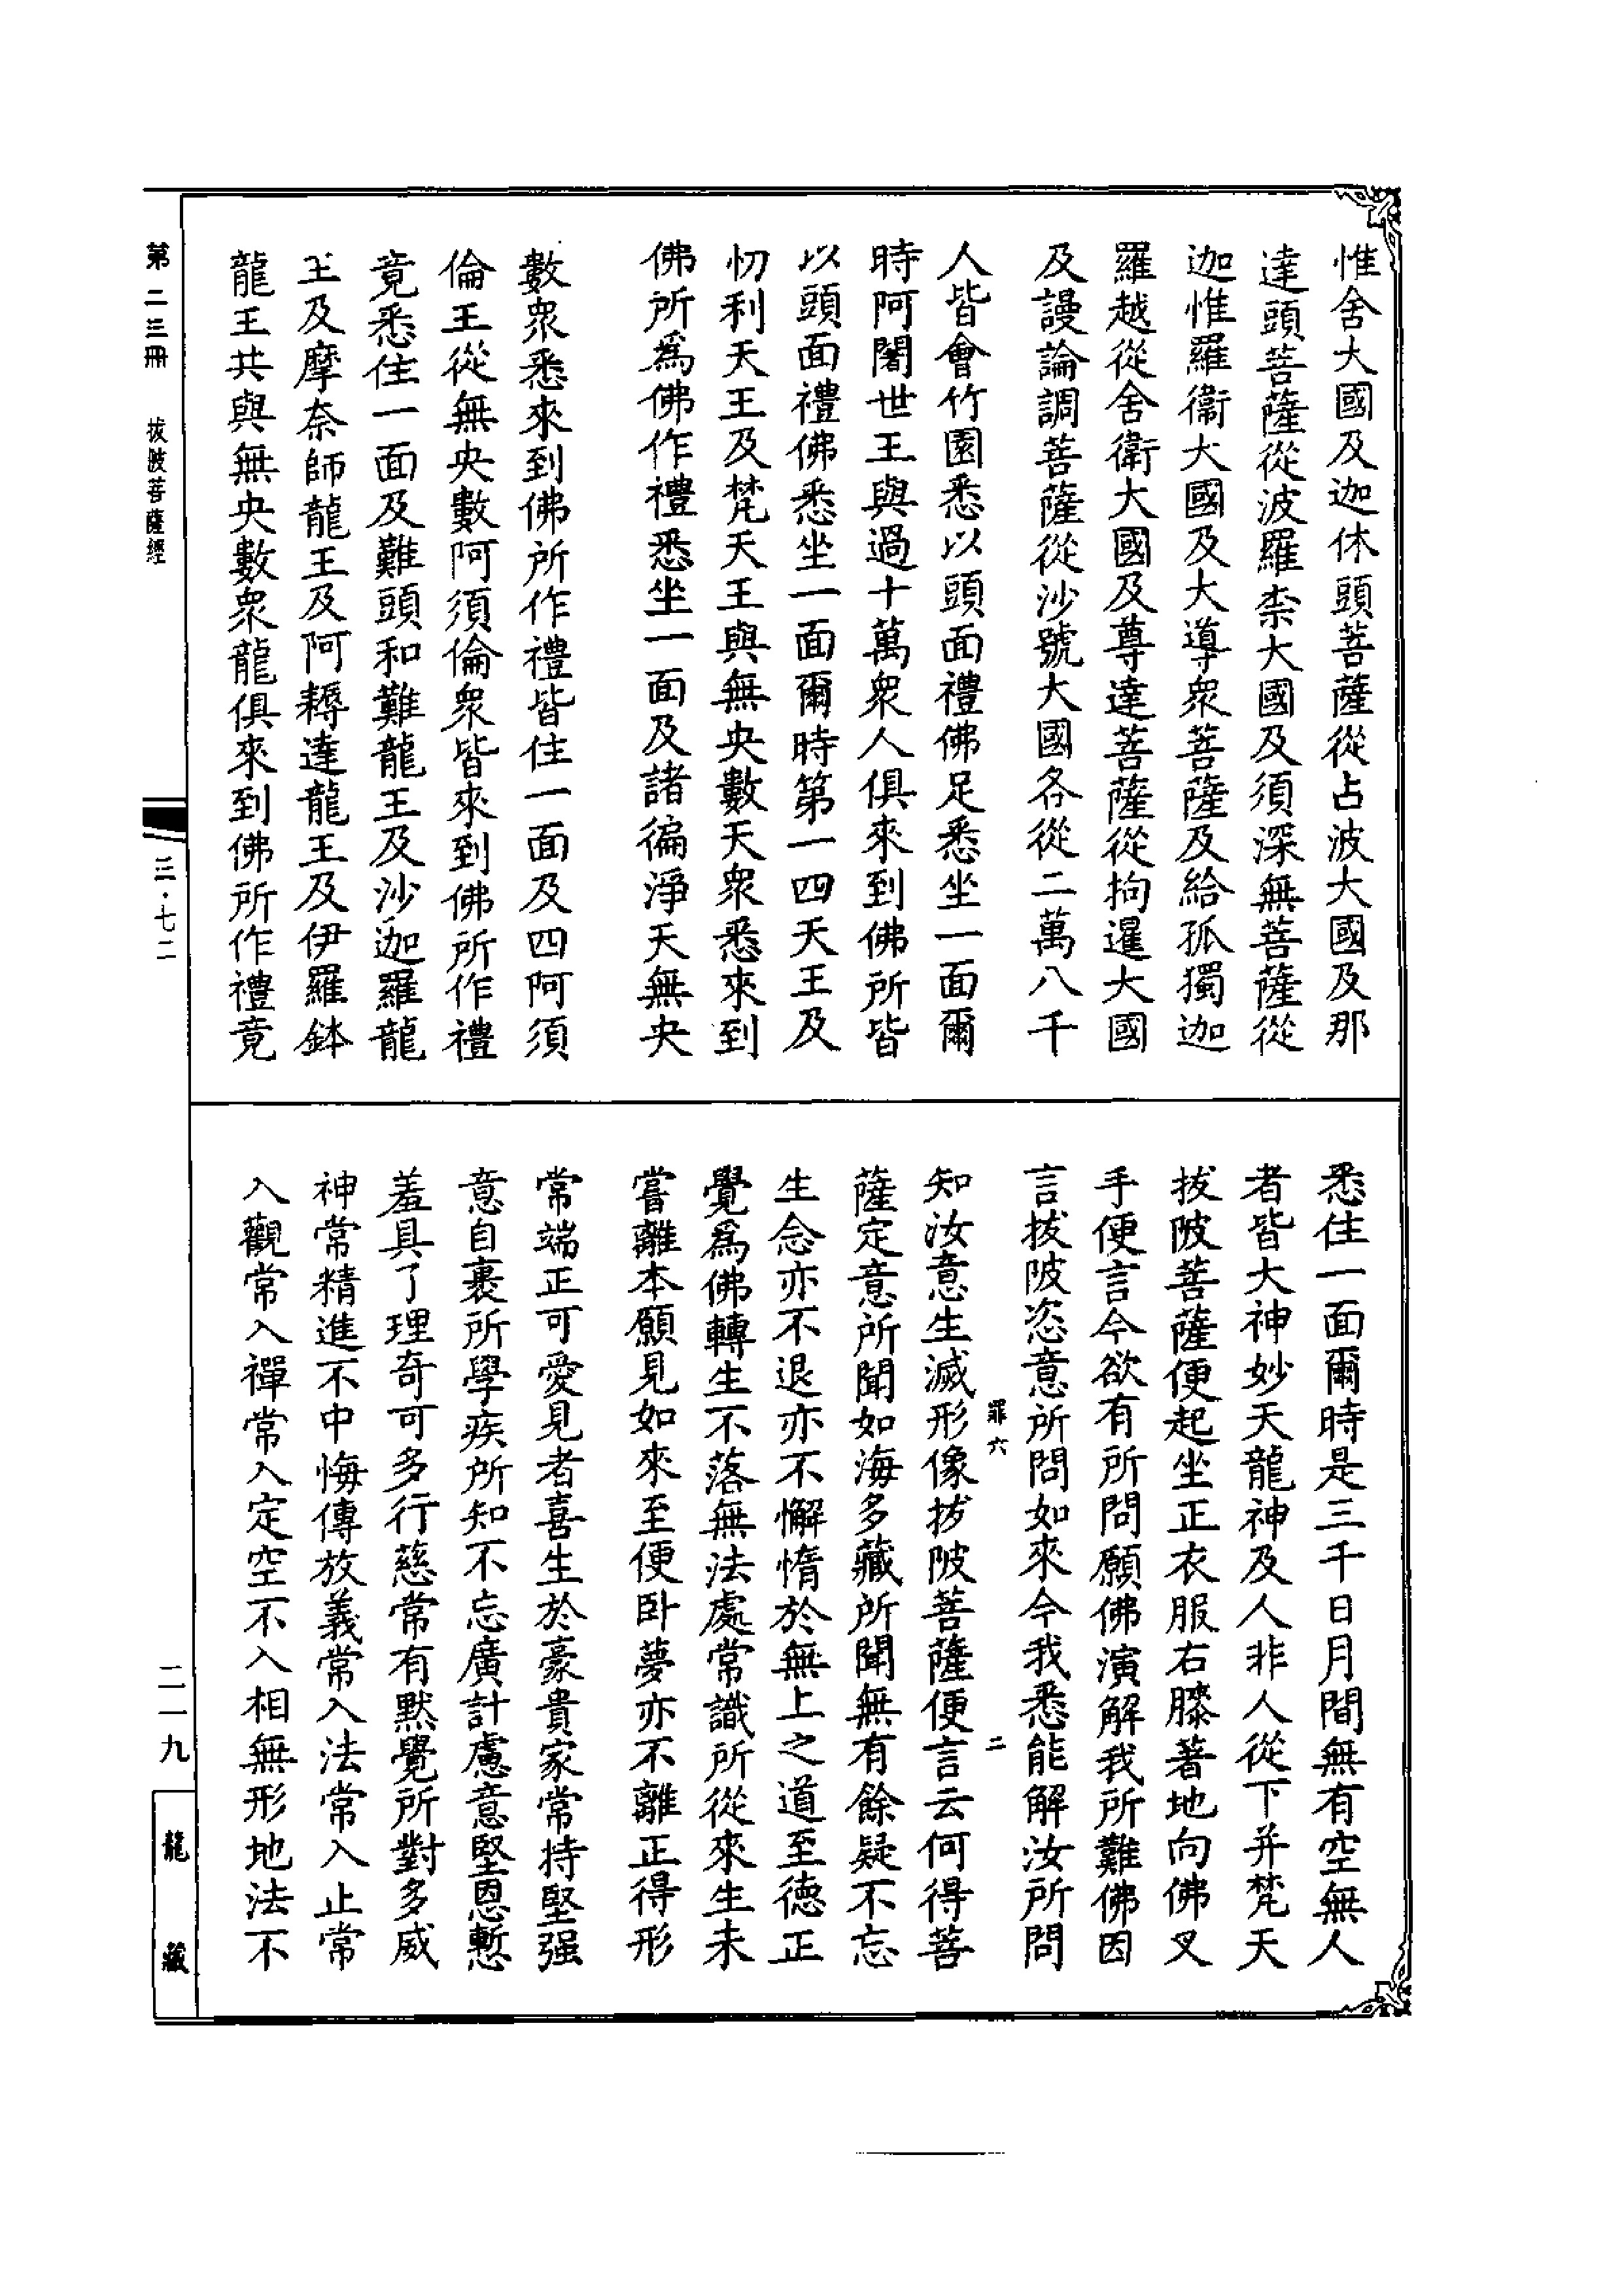 惟舍大國及迦休頭菩薩從占波大國及那
達頭菩薩從波羅柰大國及須深無菩薩從
迦惟羅衛大國及大導衆菩薩及給孤獨迦
羅越從舍衛大國及尊達菩薩從拘暹大國
及謾論調菩薩從沙號大國各從二萬八千
人皆會竹園悉以頭面禮佛足悉坐一面爾
時阿闍世王與過十萬衆人俱來到佛所皆
以頭面禮佛悉坐一面爾時第一四天王及
忉利天王及梵天王與無央數天衆悉來到
佛所爲佛作禮悉坐一面及諸徧淨天無央
數衆悉來到佛所作禮皆住一面及四阿須
倫王從無央數阿須倫衆皆來到佛所作禮
竟悉住一面及難頭和難龍王及沙迦羅龍
王及摩奈師龍王及阿耨達龍王及伊羅鉢
龍王共與無央數衆龍俱來到佛所作禮竟
悉住一面爾時是三千日月間無有空無人
者皆大神妙天龍神及人非人從下并梵天
拔陂菩薩便起坐正衣服右膝著地向佛叉
手便言今欲有所問願佛演解我所難佛因
言拔陂恣意所問如來今我悉能解汝所問
罪六 二
知汝意生滅形像拔陂菩薩便言云何得菩
薩定意所聞如海多藏所聞無有餘疑不忘
生念亦不退亦不懈惰於無上之道至德正
覺爲佛轉生不落無法處常識所從來生未
嘗離本願見如來至便卧夢亦不離正得形
常端正可愛見者喜生於豪貴家常持堅强
意自裹所學疾所知不忘廣計慮意堅恩慙
羞具了理奇可多行慈常有黙覺所對多威
神常精進不中悔傳放義常入法常入止常
入觀常入禪常入定空不入相無形地法不
第二三冊 拔波菩薩經
三·七二
二一九
龍藏